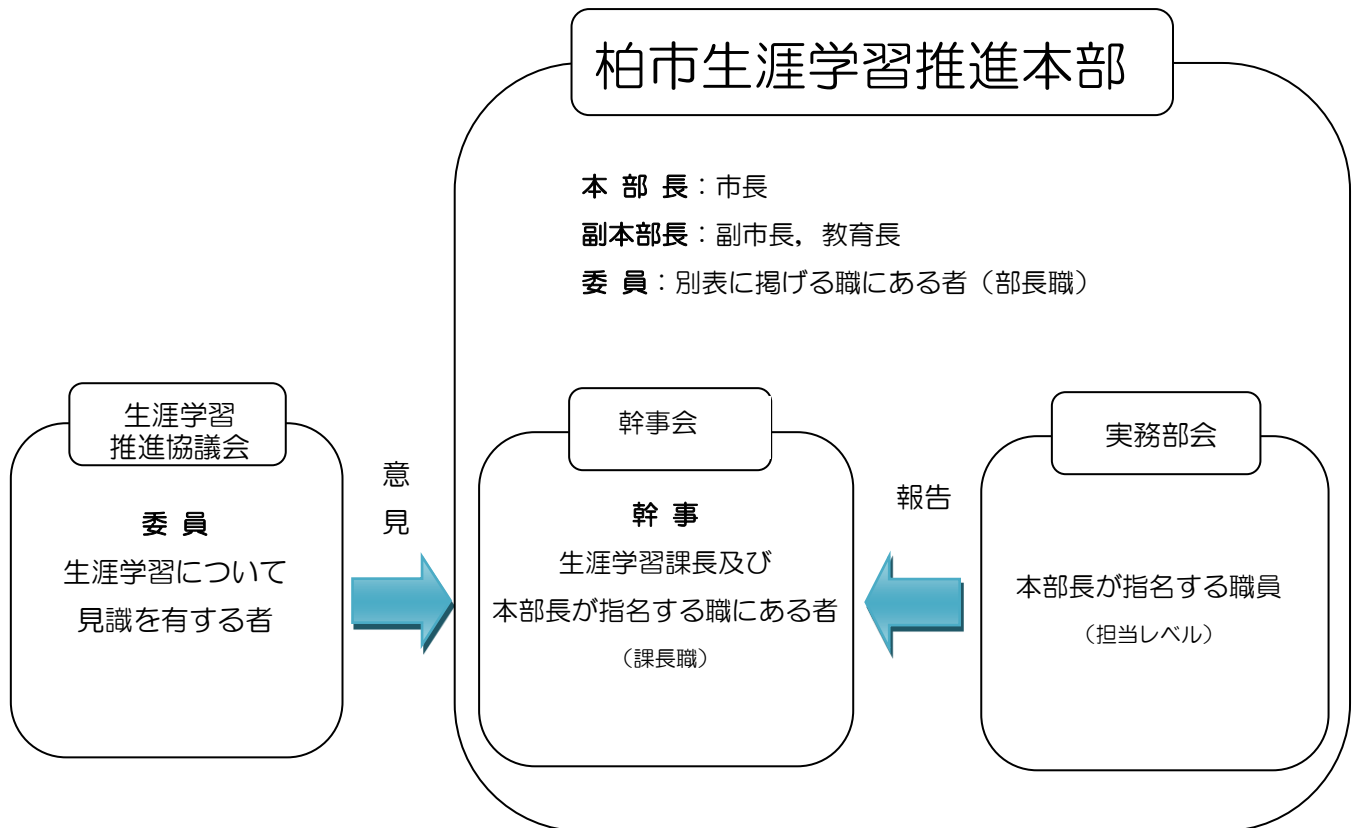 柏市生涯学習推進本部
本 部 長：市長
副本部長：副市長，教育長
委 員：別表に掲げる職にある者（部長職）
生涯学習
推進協議会
委 員
生涯学習について
見識を有する者
意
見
幹事会
幹 事
生涯学習課長及び
本部長が指名する職にある者
（課長職）
報告
実務部会
本部長が指名する職員
（担当レベル）